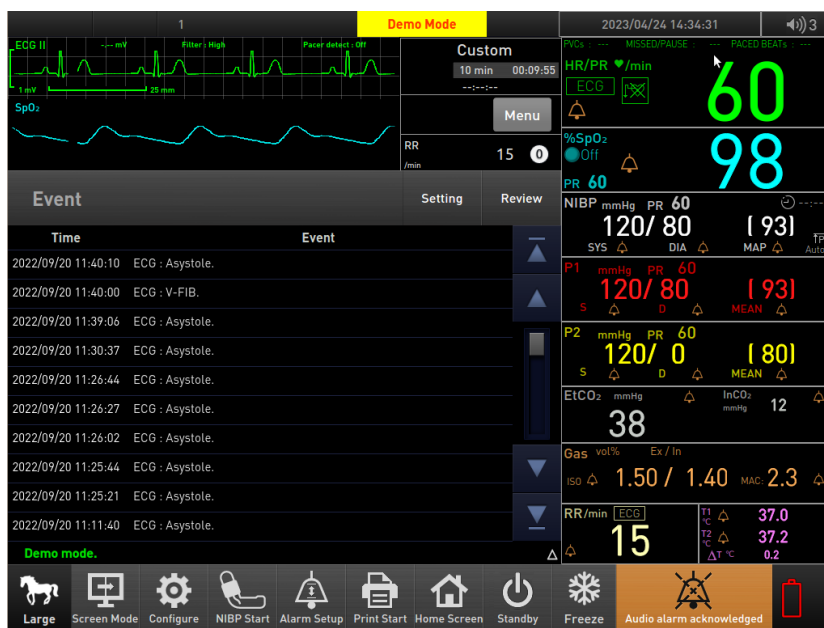 1
Demo Mode
2023/04/24 14:34:31
3
ECG II
-.-- mV
Filter : High
Pacer detect : Off
1 mV
25 mm
SpO₂
Custom
10 min 00:09:55
--:--:--
Menu
RR
/min
15 0
PVCs : --- MISSED/PAUSE : --- PACED BEATs : ---
HR/PR ♥/min
ECG
60
%SpO₂
Off
PR 60
98
Event
Setting
Review
Time Event
2022/09/20 11:40:10 ECG : Asystole.
2022/09/20 11:40:00 ECG : V-FIB.
2022/09/20 11:39:06 ECG : Asystole.
2022/09/20 11:30:37 ECG : Asystole.
2022/09/20 11:26:44 ECG : Asystole.
2022/09/20 11:26:27 ECG : Asystole.
2022/09/20 11:26:02 ECG : Asystole.
2022/09/20 11:25:44 ECG : Asystole.
2022/09/20 11:25:21 ECG : Asystole.
2022/09/20 11:11:40 ECG : Asystole.
Demo mode.
NIBP mmHg PR 60 --:--
120/ 80 ( 93)
SYS DIA MAP Auto
P1 mmHg PR 60
120/ 80 ( 93)
S D MEAN
P2 mmHg PR 60
120/ 0 ( 80)
S D MEAN
EtCO₂ mmHg InCO₂
mmHg
38 12
Gas vol% Ex / In
ISO 1.50 / 1.40 MAC: 2.3
RR/min ECG
15
T1 °C 37.0
T2 °C 37.2
ΔT °C 0.2
Large
Screen Mode
Configure
NIBP Start
Alarm Setup
Print Start
Home Screen
Standby
Freeze
Audio alarm acknowledged